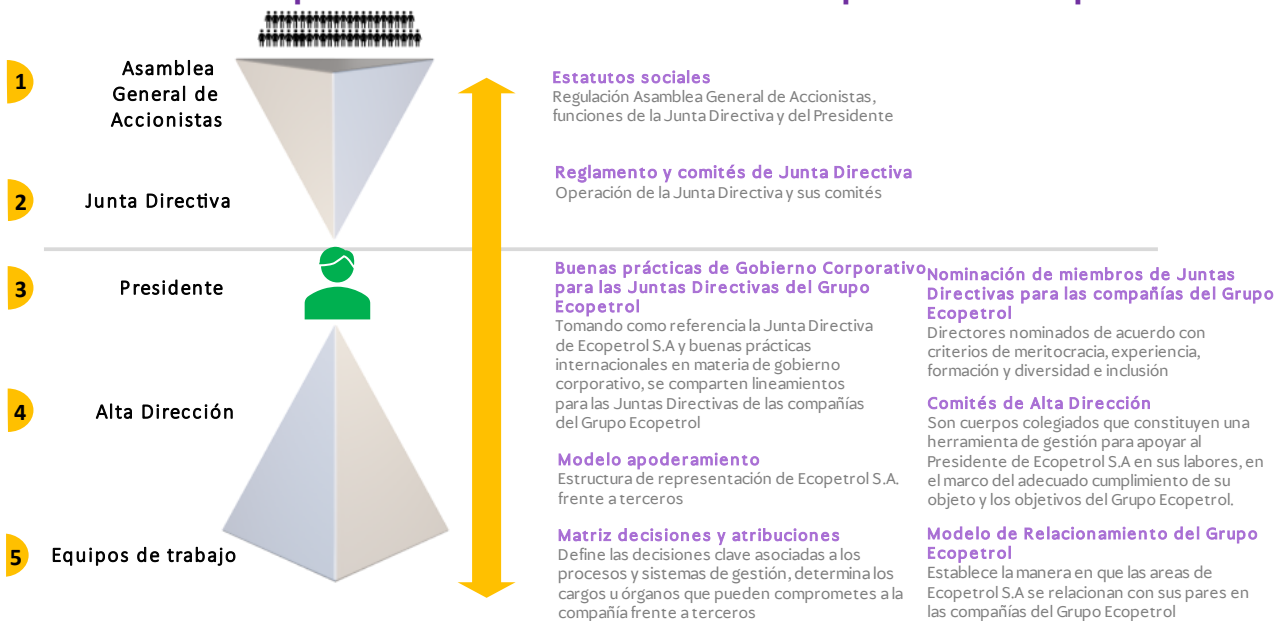 1
Asamblea
General de
Accionistas
Estatutos sociales
Regulación Asamblea General de Accionistas,
funciones de la Junta Directiva y del Presidente
2
Junta Directiva
Reglamento y comités de Junta Directiva
Operación de la Junta Directiva y sus comités
3
Presidente
Buenas prácticas de Gobierno Corporativo
para las Juntas Directivas del Grupo
Ecopetrol
Tomando como referencia la Junta Directiva
de Ecopetrol S.A y buenas prácticas
internacionales en materia de gobierno
corporativo, se comparten lineamientos
para las Juntas Directivas de las compañías
del Grupo Ecopetrol
Nominación de miembros de Juntas
Directivas para las compañías del Grupo
Ecopetrol
Directores nominados de acuerdo con
criterios de meritocracia, experiencia,
formación y diversidad e inclusión
4
Alta Dirección
Comités de Alta Dirección
Son cuerpos colegiados que constituyen una
herramienta de gestión para apoyar al
Presidente de Ecopetrol S.A en sus labores, en
el marco del adecuado cumplimiento de su
objeto y los objetivos del Grupo Ecopetrol.
Modelo apoderamiento
Estructura de representación de Ecopetrol S.A.
frente a terceros
5
Equipos de trabajo
Matriz decisiones y atribuciones
Define las decisiones clave asociadas a los
procesos y sistemas de gestión, determina los
cargos u órganos que pueden comprometes a la
compañía frente a terceros
Modelo de Relacionamiento del Grupo
Ecopetrol
Establece la manera en que las areas de
Ecopetrol S.A se relacionan con sus pares en
las compañías del Grupo Ecopetrol